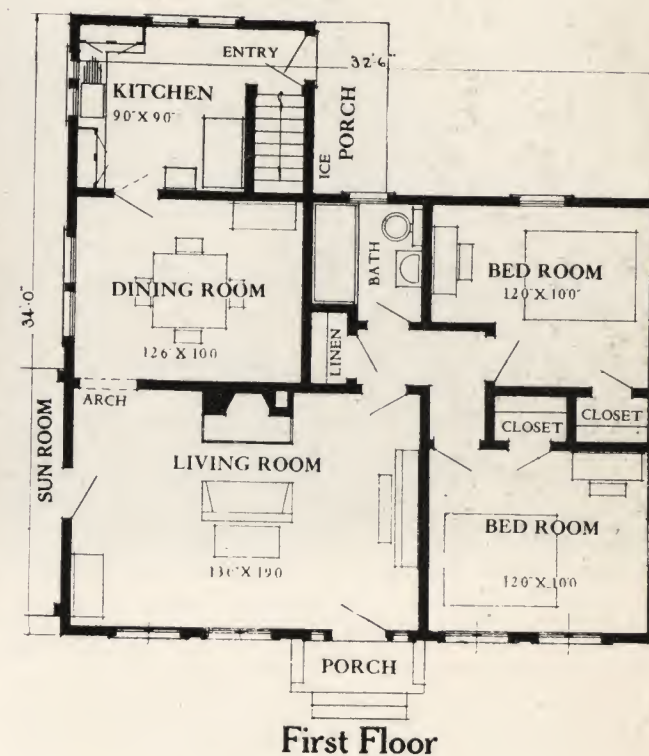 ENTRY
32'6"
KITCHEN
9'0" X 9'0"
ICE
PORCH
DINING ROOM
12'6" X 10'0
BATH
BED ROOM
12'0" X 10'0"
34'0"
LINEN
ARCH
CLOSET
CLOSET
SUN ROOM
LIVING ROOM
13'6" X 19'0
BED ROOM
12'0" X 10'0
PORCH
First Floor